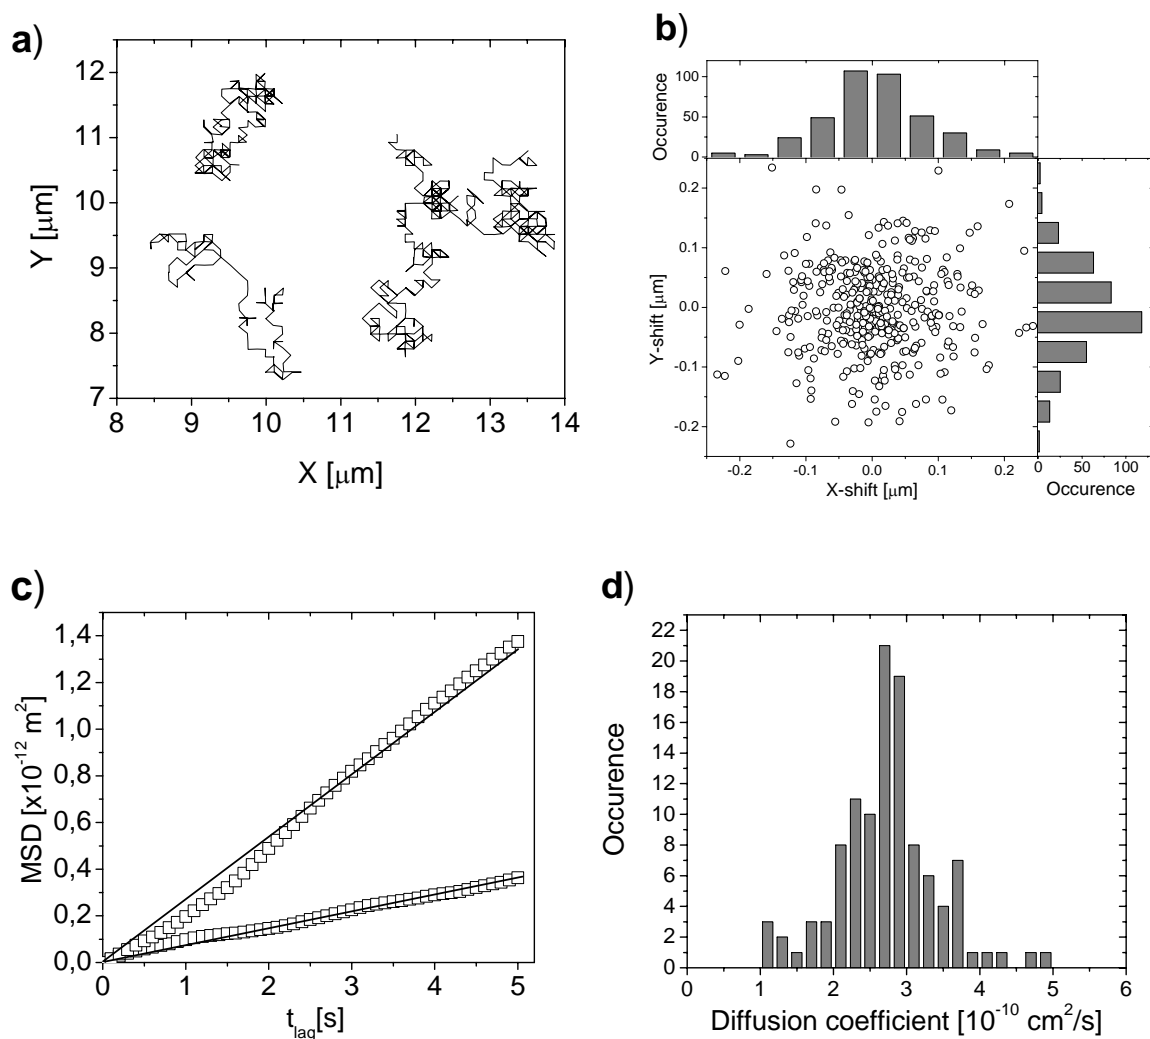 a)
12
11
10
9
8
7
Y [μm]
8 9 10 11 12 13 14
X [μm]
b)
100
50
0
Occurence
0.2
0.1
0.0
-0.1
-0.2
Y-shift [μm]
-0.2 -0.1 0.0 0.1 0.2
X-shift [μm]
0 50 100
Occurence
c)
1,4
1,2
1,0
0,8
0,6
0,4
0,2
0,0
MSD [x10⁻¹² m²]
0 1 2 3 4 5
t_lag[s]
d)
22
20
18
16
14
12
10
8
6
4
2
0
Occurence
0 1 2 3 4 5 6
Diffusion coefficient [10⁻¹⁰ cm²/s]